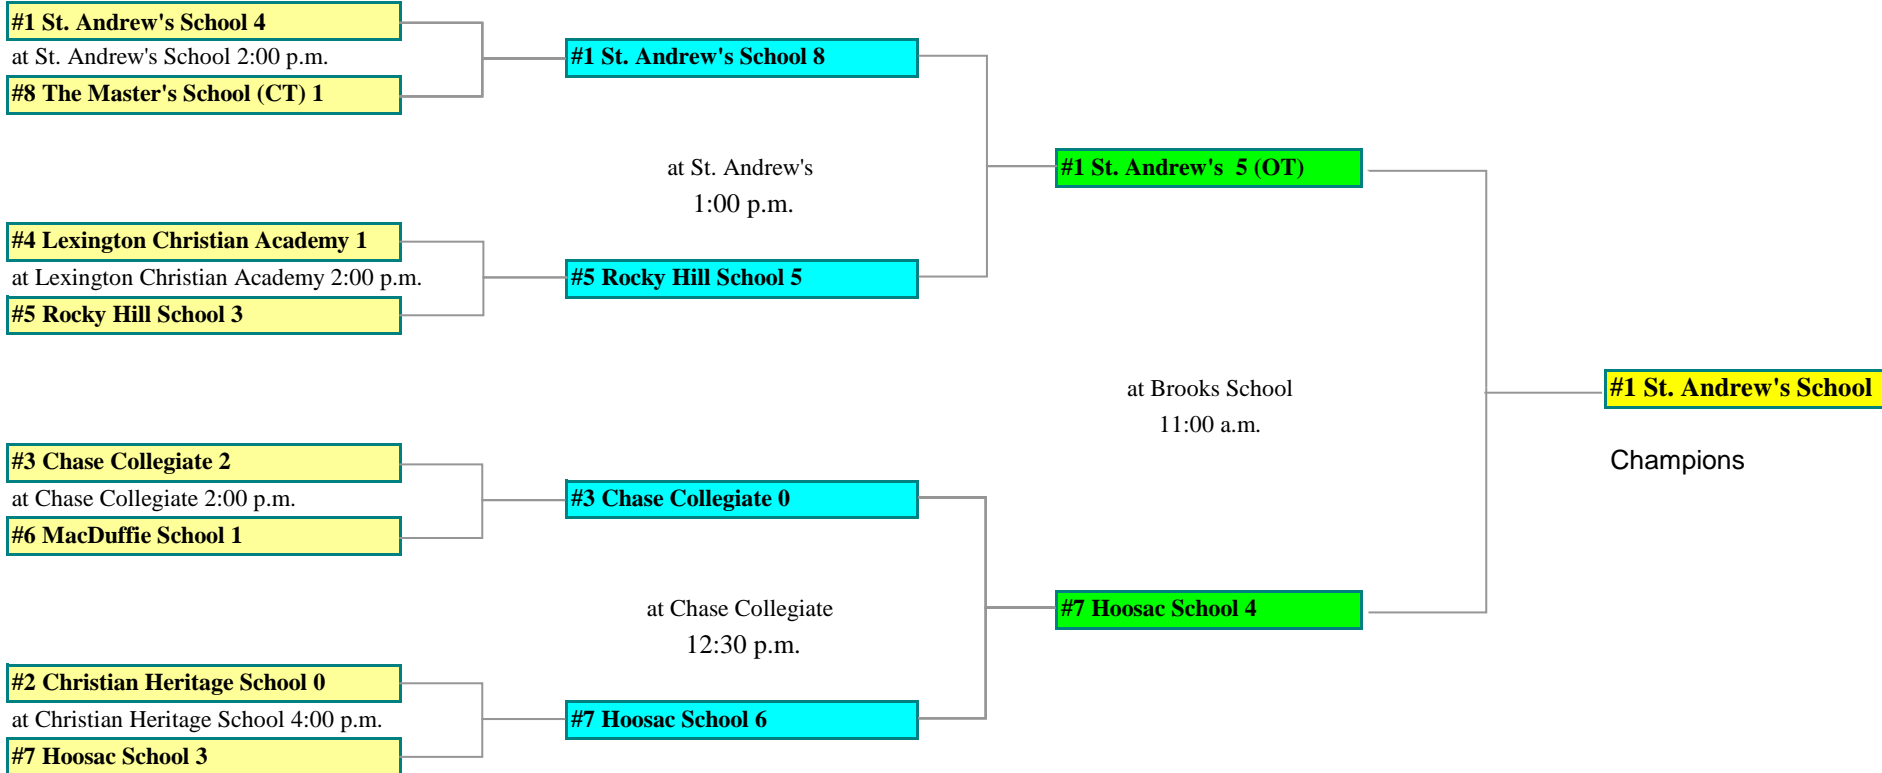 #1 St. Andrew's School 4
at St. Andrew's School 2:00 p.m.
#8 The Master's School (CT) 1
#1 St. Andrew's School 8
at St. Andrew's
1:00 p.m.
#4 Lexington Christian Academy 1
at Lexington Christian Academy 2:00 p.m.
#5 Rocky Hill School 3
#5 Rocky Hill School 5
#1 St. Andrew's  5 (OT)
at Brooks School
11:00 a.m.
#1 St. Andrew's School
Champions
#3 Chase Collegiate 2
at Chase Collegiate 2:00 p.m.
#6 MacDuffie School 1
#3 Chase Collegiate 0
at Chase Collegiate
12:30 p.m.
#7 Hoosac School 4
#2 Christian Heritage School 0
at Christian Heritage School 4:00 p.m.
#7 Hoosac School 3
#7 Hoosac School 6